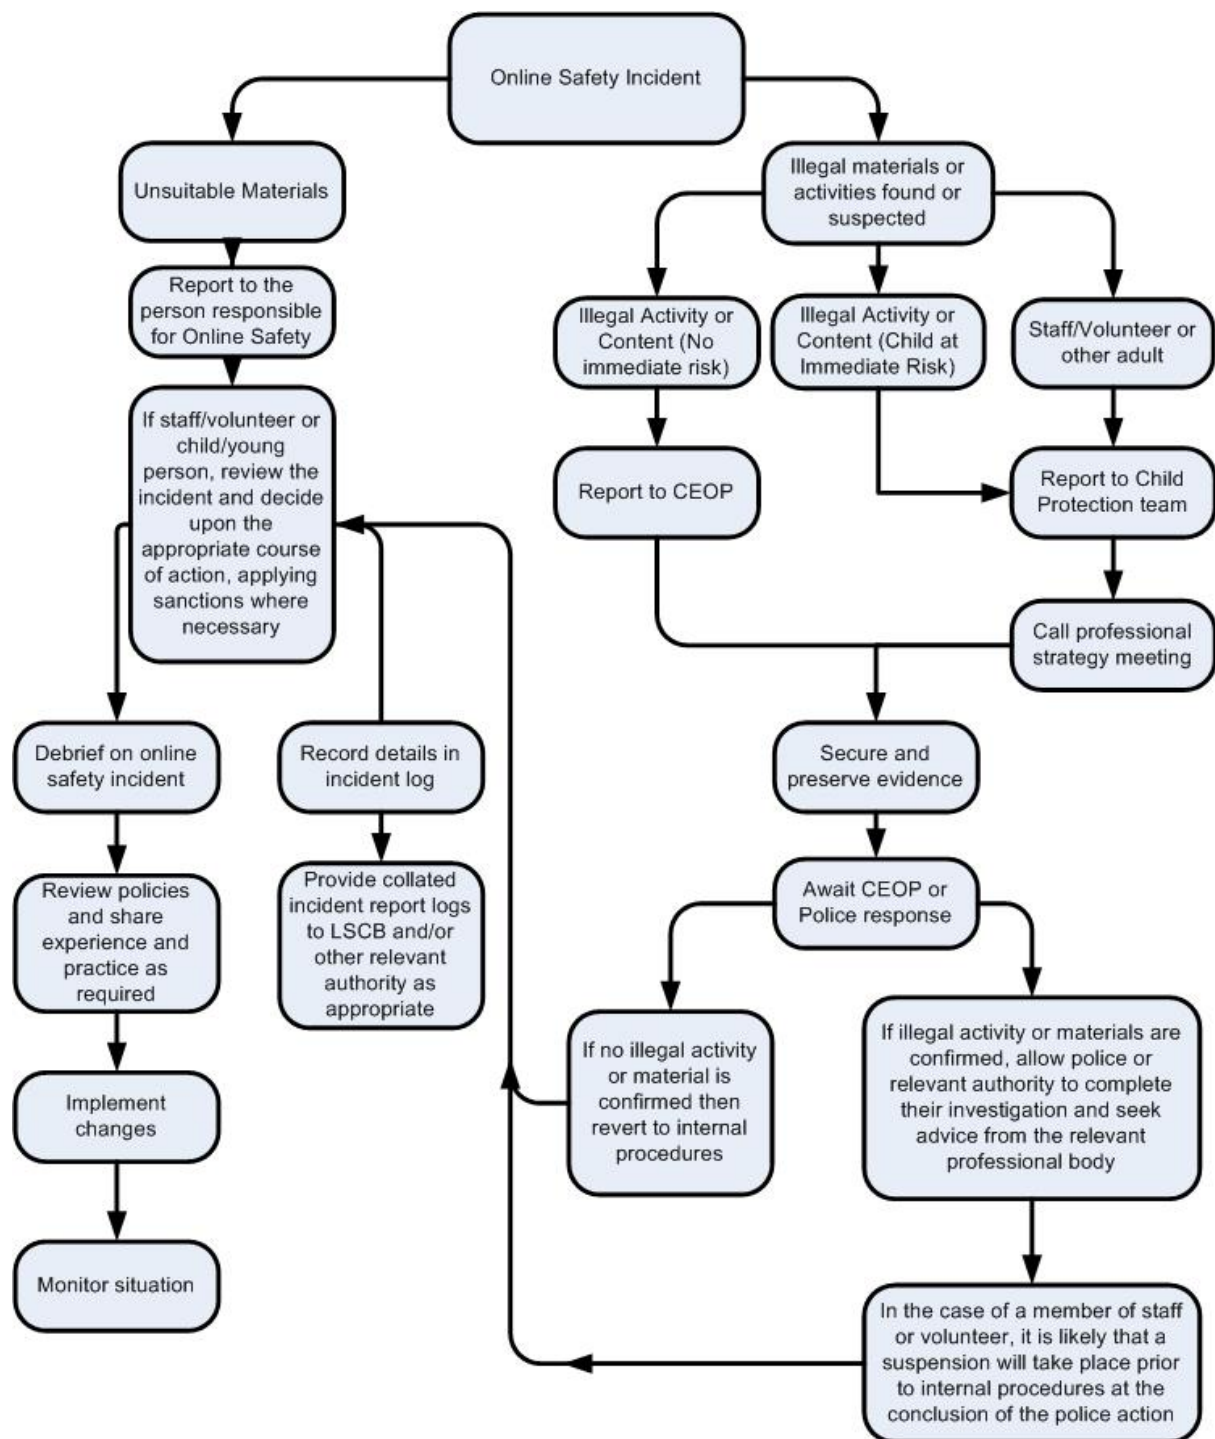 Online Safety Incident
Unsuitable Materials
Illegal materials or
activities found or
suspected
Report to the
person responsible
for Online Safety
Illegal Activity or
Content (No
immediate risk)
Illegal Activity or
Content (Child at
Immediate Risk)
Staff/Volunteer or
other adult
If staff/volunteer or
child/young
person, review the
incident and decide
upon the
appropriate course
of action, applying
sanctions where
necessary
Report to CEOP
Report to Child
Protection team
Call professional
strategy meeting
Debrief on online
safety incident
Record details in
incident log
Secure and
preserve evidence
Review policies
and share
experience and
practice as
required
Provide collated
incident report logs
to LSCB and/or
other relevant
authority as
appropriate
Await CEOP or
Police response
If no illegal activity
or material is
confirmed then
revert to internal
procedures
If illegal activity or materials are
confirmed, allow police or
relevant authority to complete
their investigation and seek
advice from the relevant
professional body
Implement
changes
Monitor situation
In the case of a member of staff
or volunteer, it is likely that a
suspension will take place prior
to internal procedures at the
conclusion of the police action